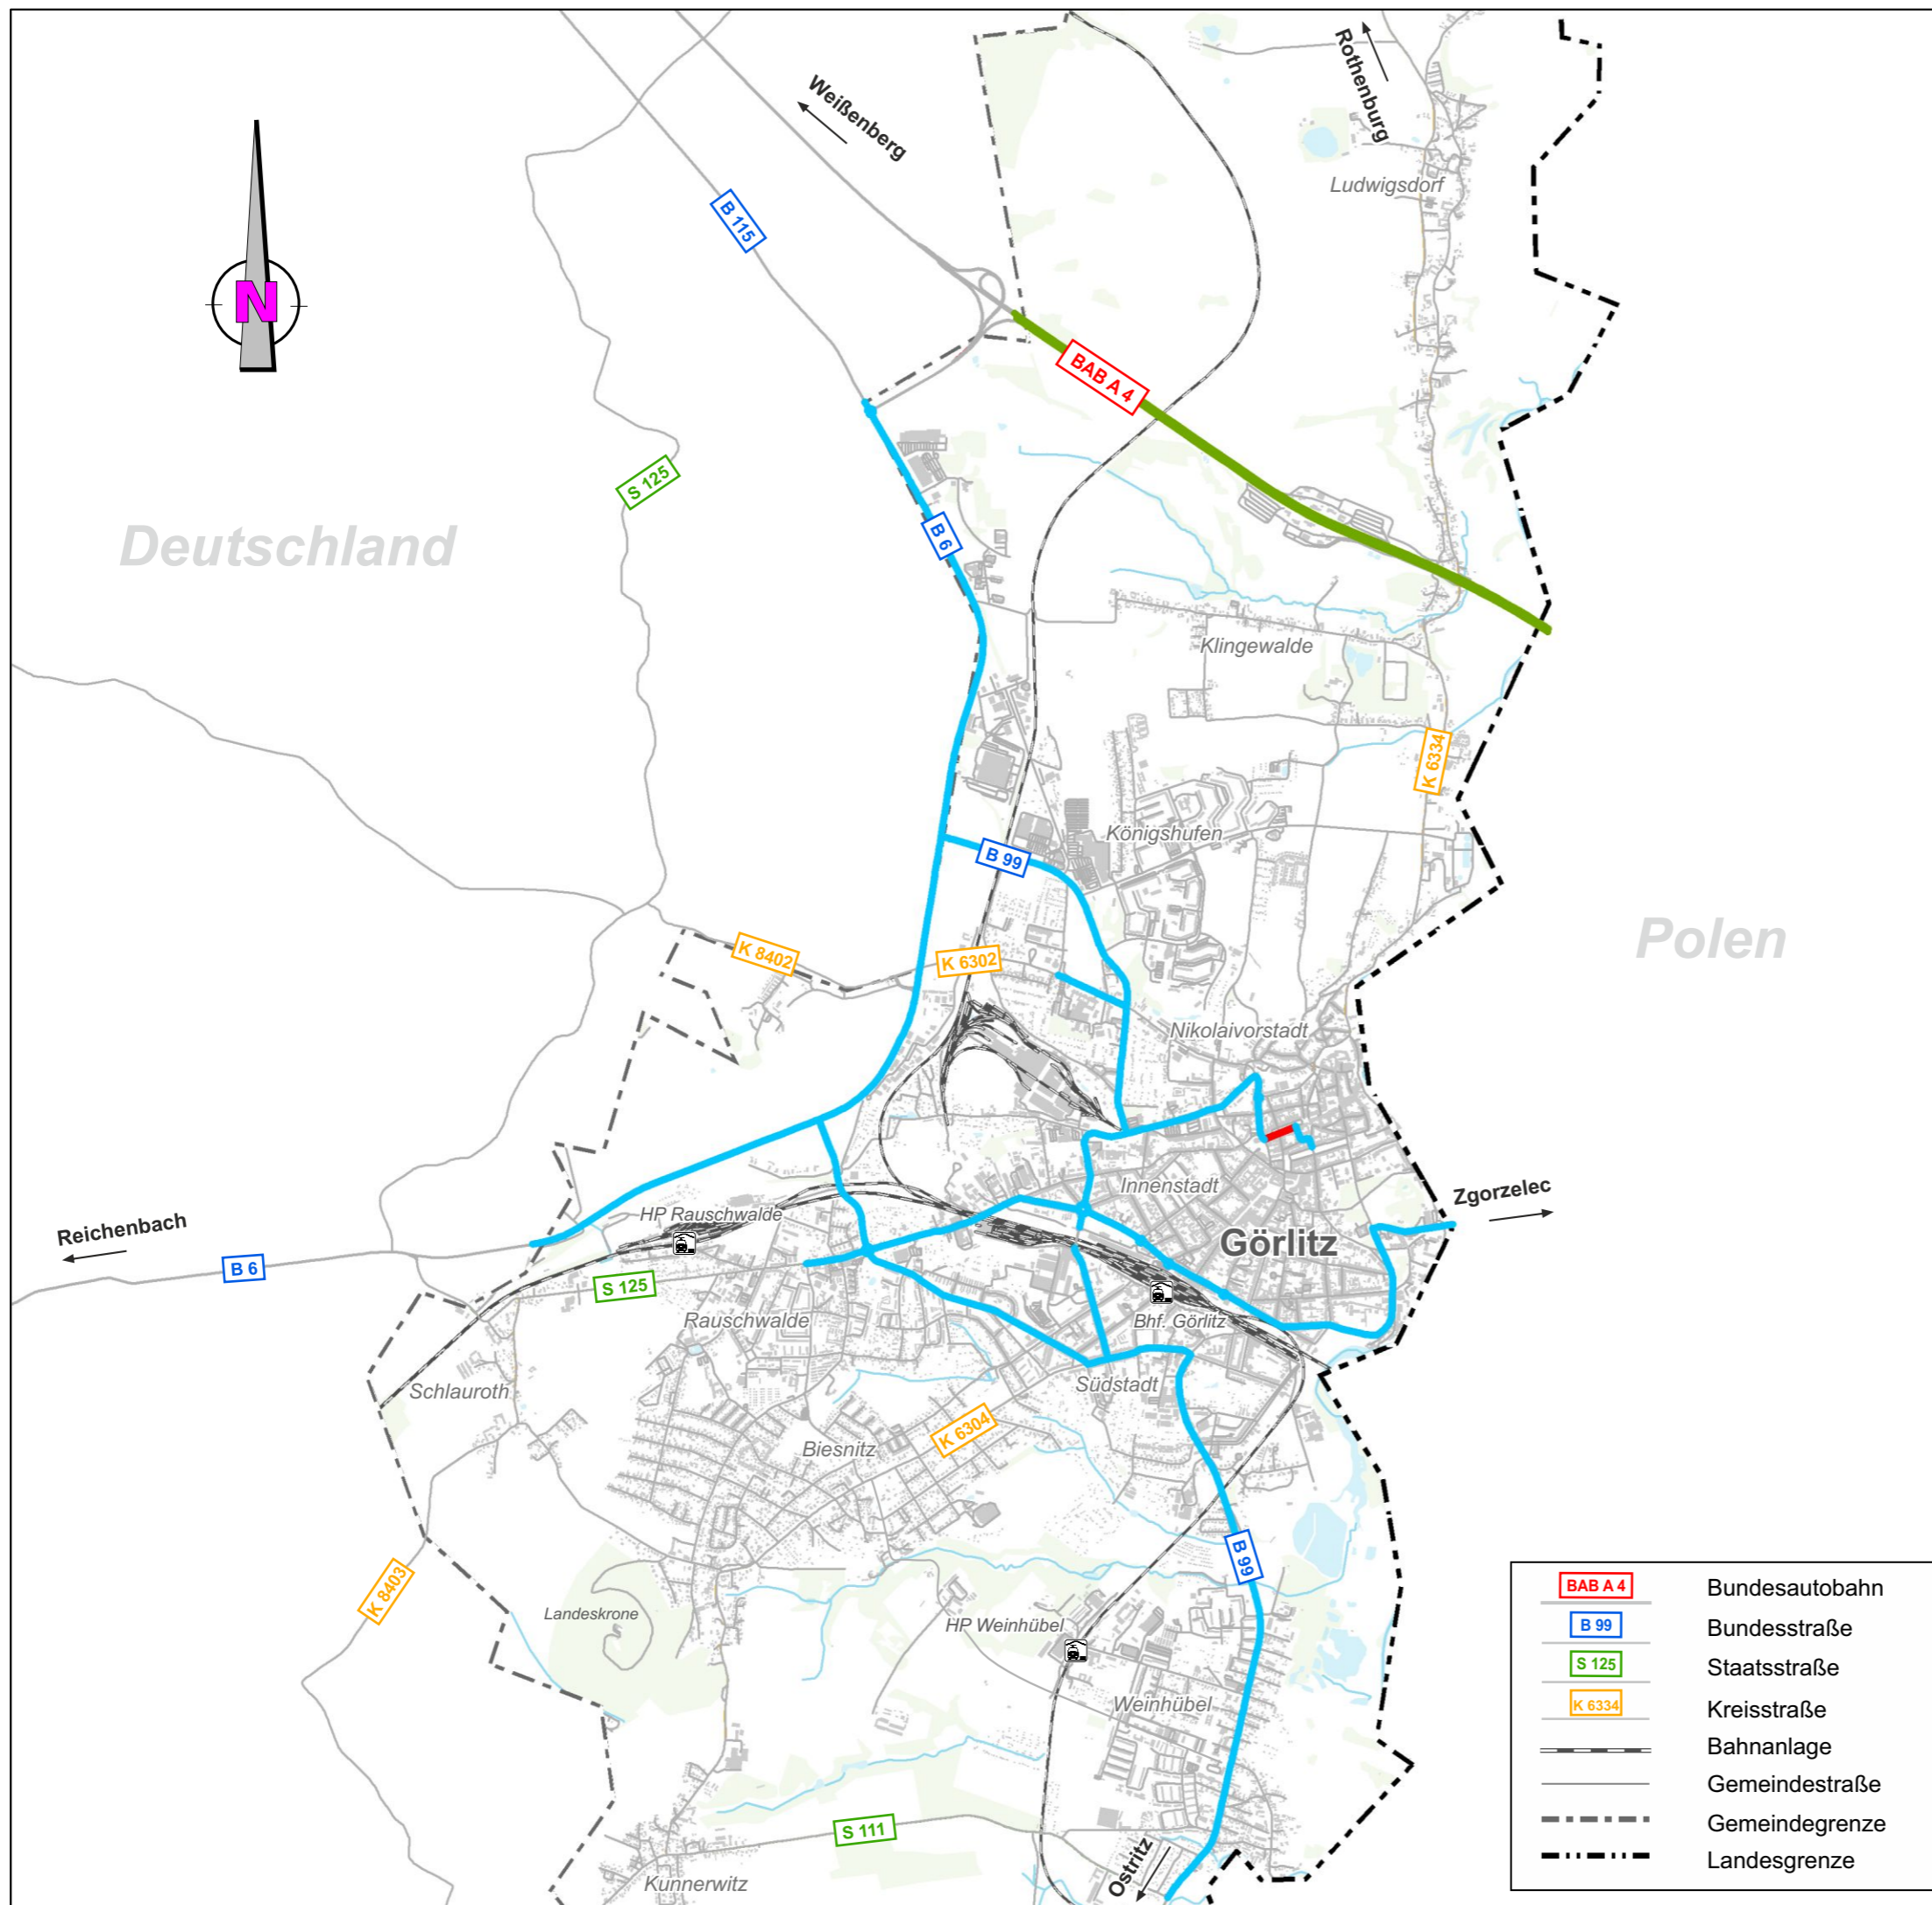 Rothenburg
Weißenberg
Ludwigsdorf
B 115
N
BAB A 4
S 125
Deutschland
B 6
Klingewalde
K 6334
Königshufen
B 99
Polen
K 8402
K 6302
Nikolaivorstadt
Innenstadt
Zgorzelec
HP Rauschwalde
Reichenbach
Görlitz
B 6
S 125
Rauschwalde
Bhf. Görlitz
Schlauroth
Südstadt
K 6304
Biesnitz
B 99
K 8403
Landeskrone
HP Weinhübel
Weinhübel
S 111
Ostritz
Kunnerwitz
BAB A 4 Bundesautobahn
B 99 Bundesstraße
S 125 Staatsstraße
K 6334 Kreisstraße
Bahnanlage
Gemeindestraße
Gemeindegrenze
Landesgrenze